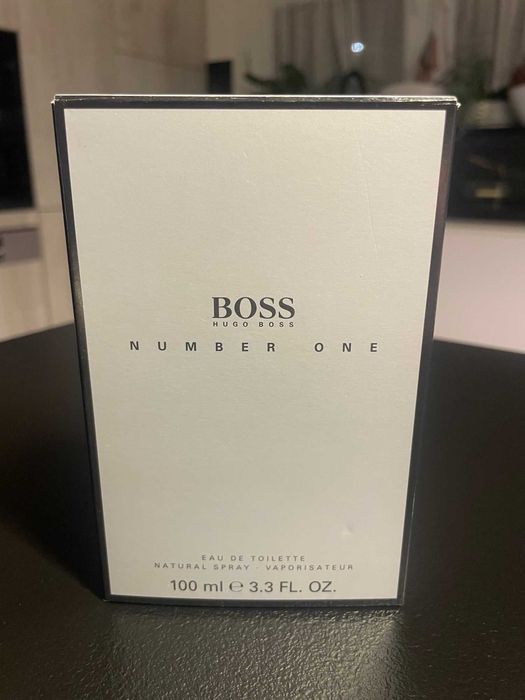 BOSS
HUGO BOSS
NUMBER ONE
EAU DE TOILETTE
NATURAL SPRAY - VAPORISATEUR
100 ml ℮ 3.3 FL. OZ.